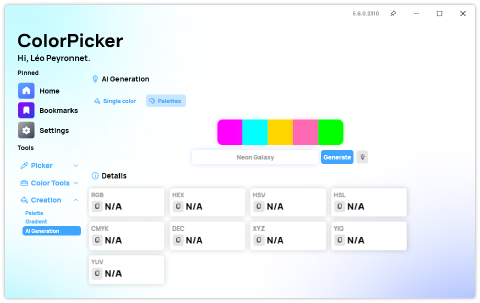 5.6.0.2310
ColorPicker
Hi, Léo Peyronnet.
Pinned
Home
Bookmarks
Settings
Tools
Picker
Color Tools
Creation
Palette
Gradient
AI Generation
AI Generation
Single color
Palettes
Neon Galaxy
Generate
Details
RGB
N/A
HEX
N/A
HSV
N/A
HSL
N/A
CMYK
N/A
DEC
N/A
XYZ
N/A
YIQ
N/A
YUV
N/A